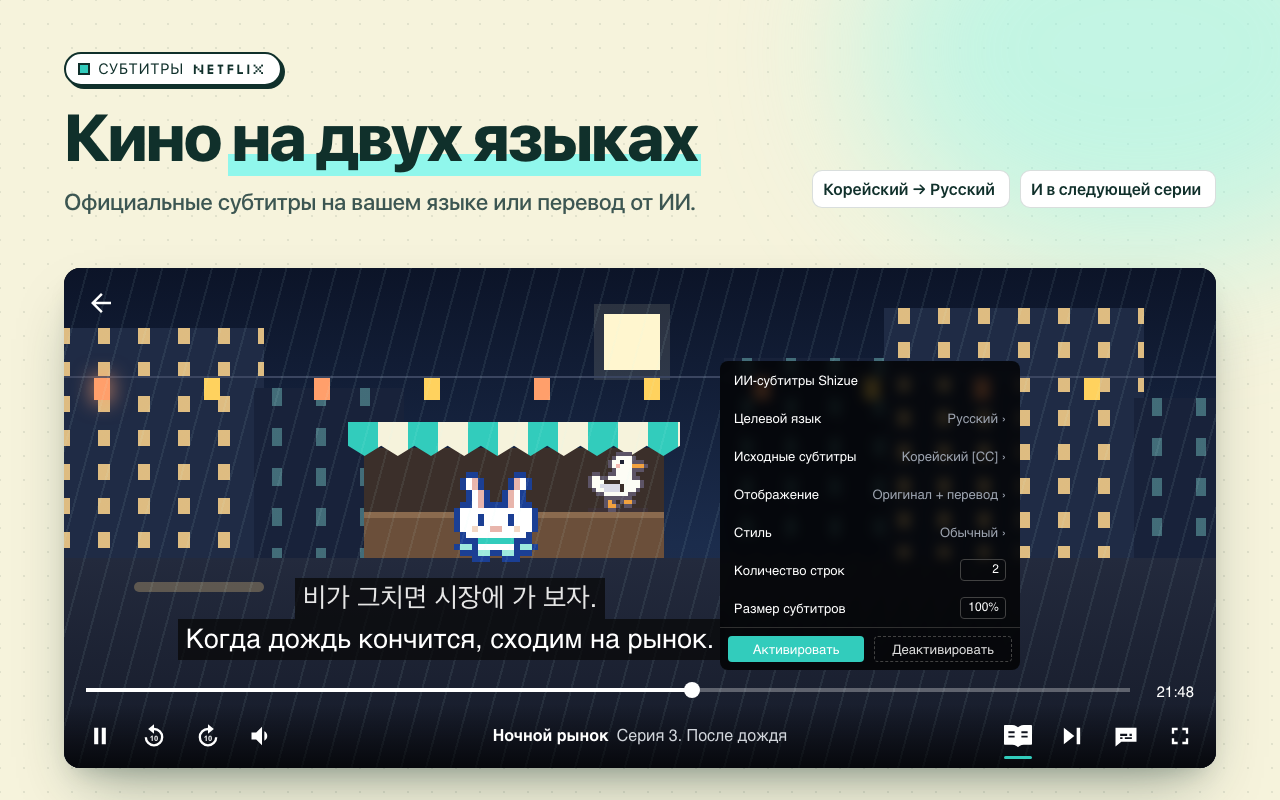 СУБТИТРЫ NETFLIX
Кино на двух языках
Официальные субтитры на вашем языке или перевод от ИИ.
Корейский → Русский
И в следующей серии
ИИ-субтитры Shizue
Целевой язык Русский ›
Исходные субтитры Корейский [CC] ›
Отображение Оригинал + перевод ›
Стиль Обычный ›
Количество строк 2
Размер субтитров 100%
Активировать Деактивировать
비가 그치면 시장에 가 보자.
Когда дождь кончится, сходим на рынок.
21:48
10 10
Ночной рынок Серия 3. После дождя